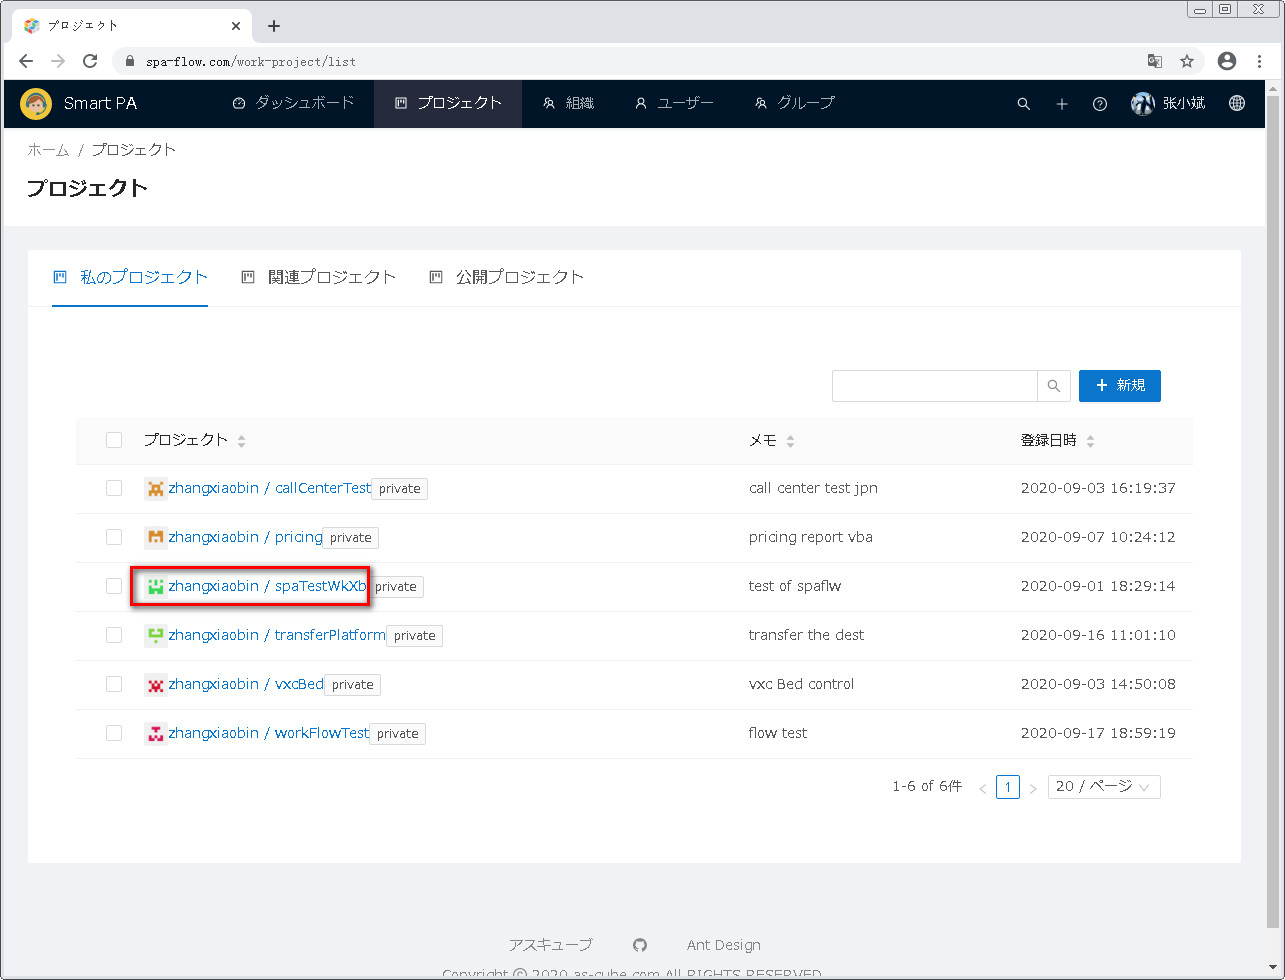 プロジェクト
spa-flow.com/work-project/list
Smart PA ダッシュボード プロジェクト 組織 ユーザー グループ 张小斌
ホーム / プロジェクト
プロジェクト
私のプロジェクト 関連プロジェクト 公開プロジェクト
+ 新規
プロジェクト メモ 登録日時
zhangxiaobin / callCenterTest private call center test jpn 2020-09-03 16:19:37
zhangxiaobin / pricing private pricing report vba 2020-09-07 10:24:12
zhangxiaobin / spaTestWkXb private test of spaflw 2020-09-01 18:29:14
zhangxiaobin / transferPlatform private transfer the dest 2020-09-16 11:01:10
zhangxiaobin / vxcBed private vxc Bed control 2020-09-03 14:50:08
zhangxiaobin / workFlowTest private flow test 2020-09-17 18:59:19
1-6 of 6件 < 1 > 20 / ページ
アスキューブ Ant Design
Copyright © 2020 as-cube.com All RIGHTS RESERVED